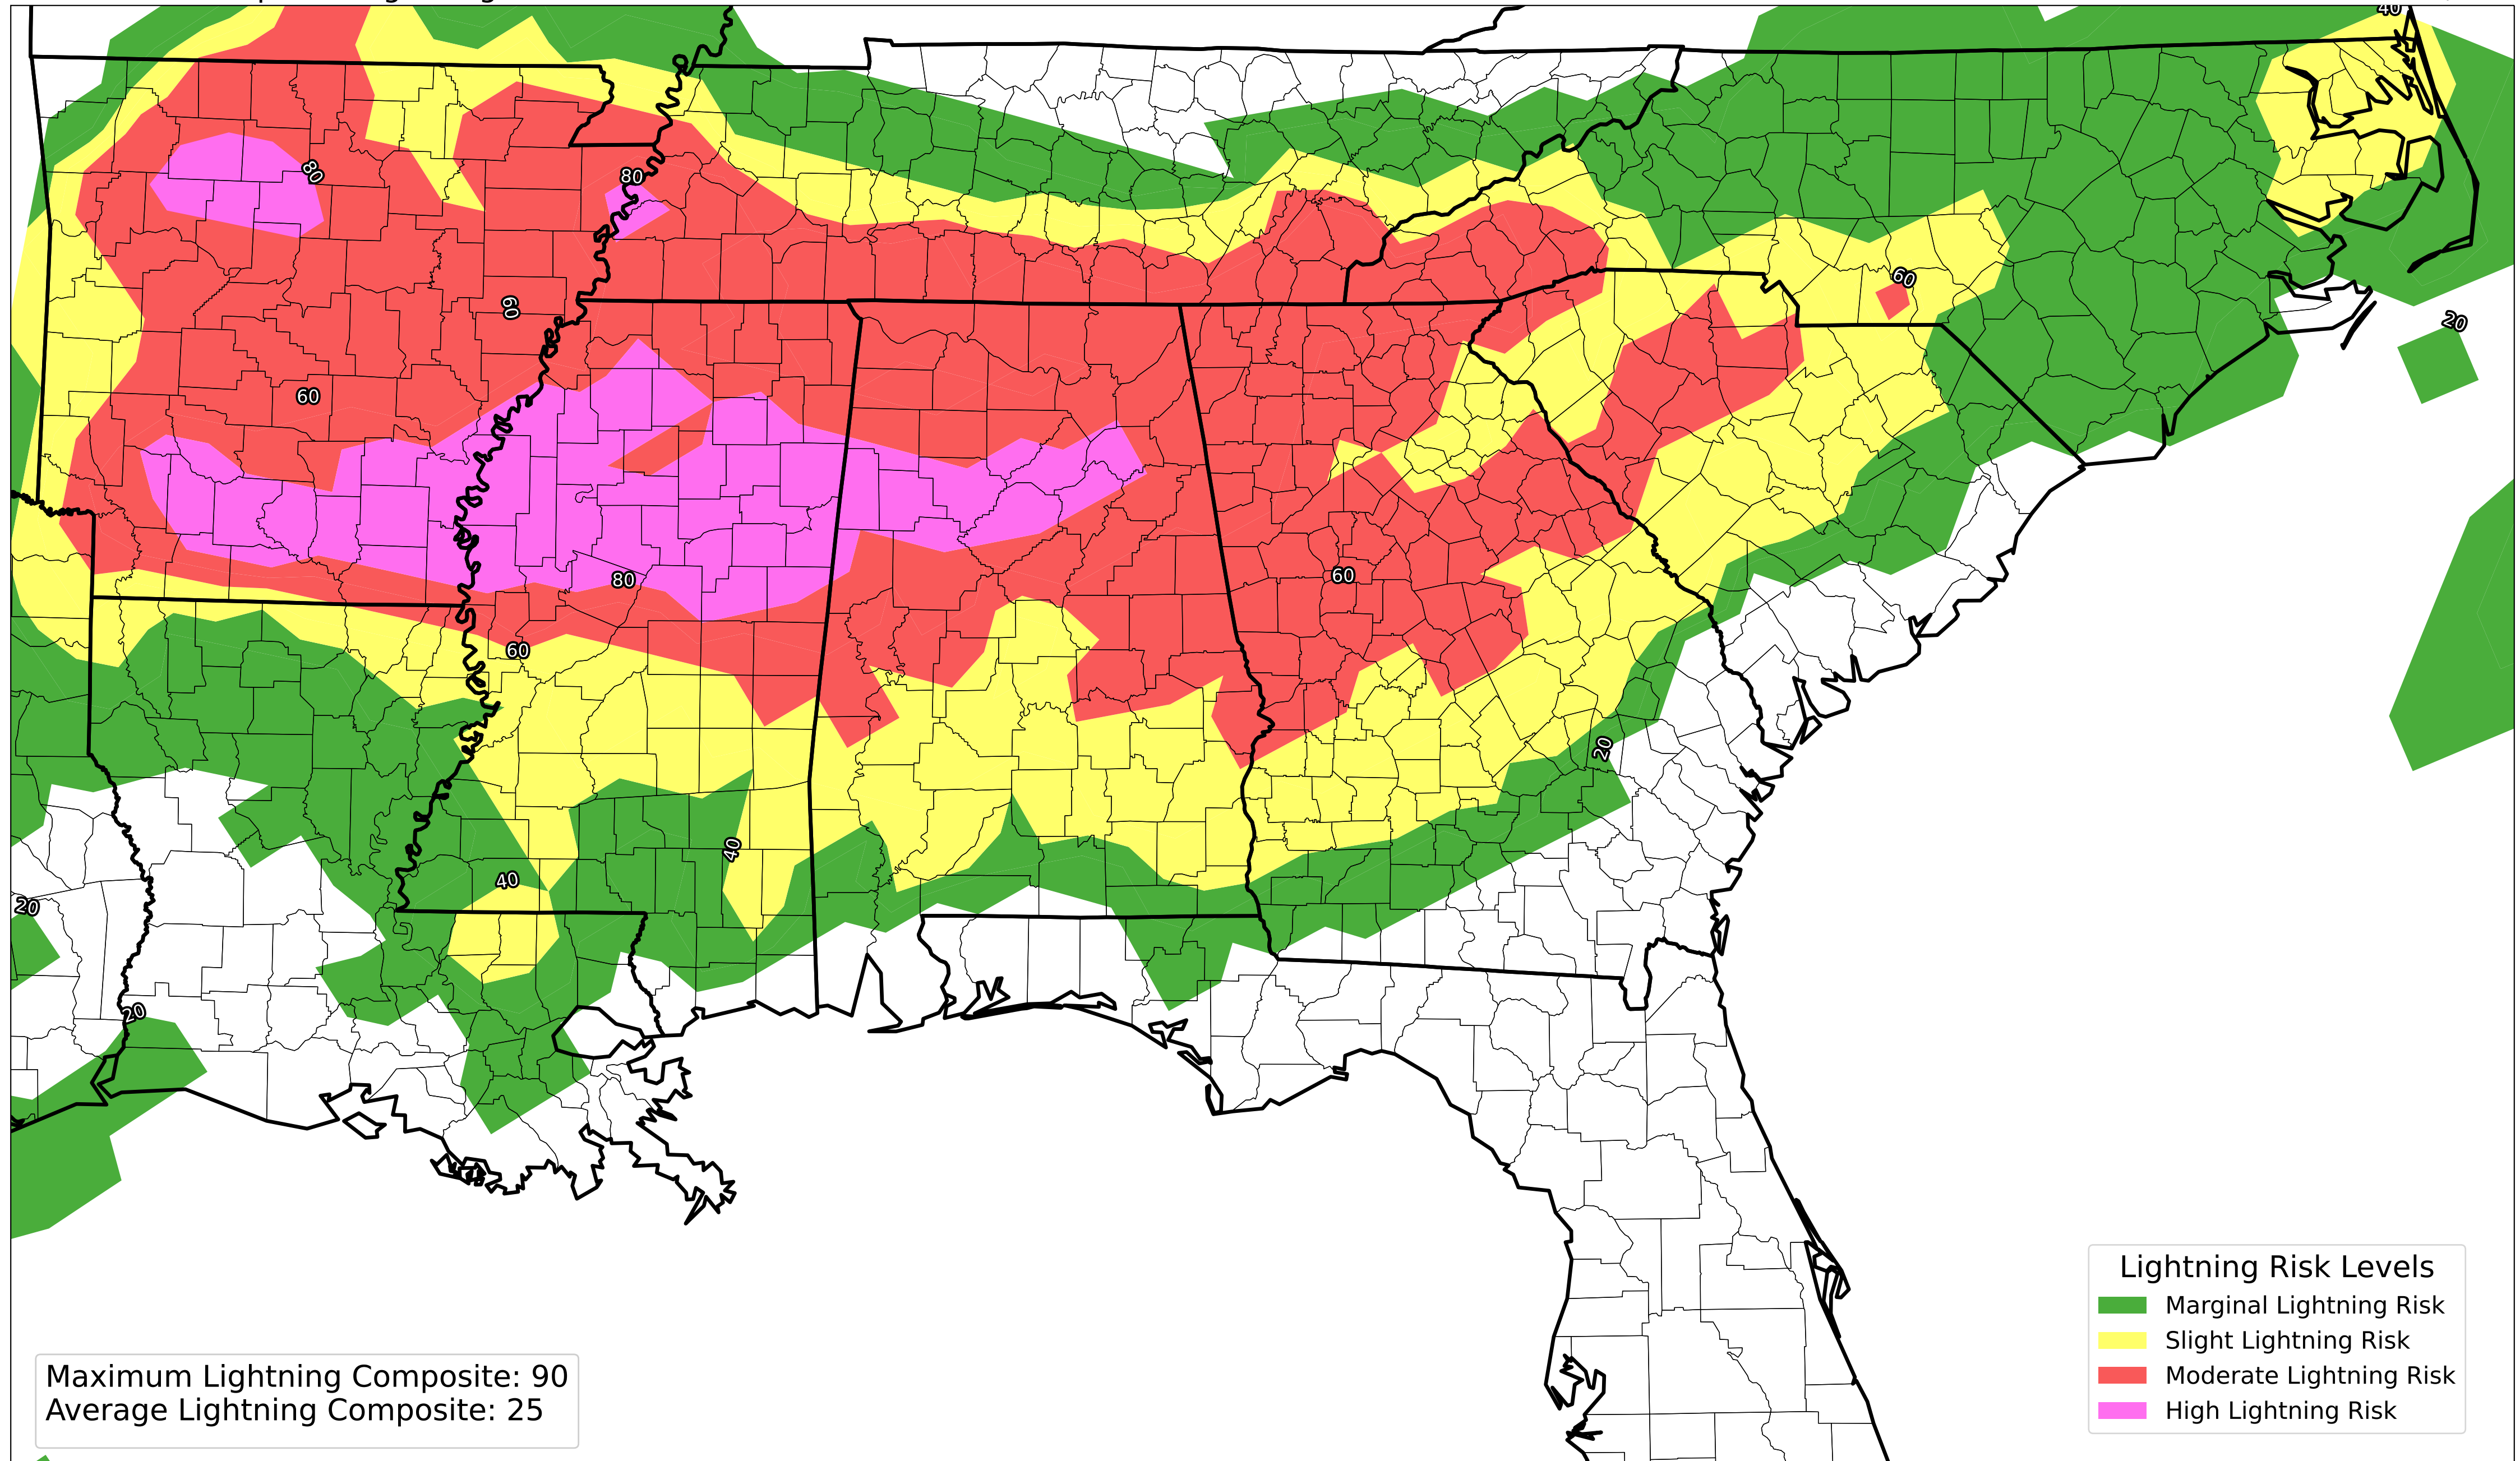 40
80
80
60
60
20
60
80
60
60
20
40
40
20
20
Lightning Risk Levels
Marginal Lightning Risk
Slight Lightning Risk
Moderate Lightning Risk
High Lightning Risk
Maximum Lightning Composite: 90
Average Lightning Composite: 25